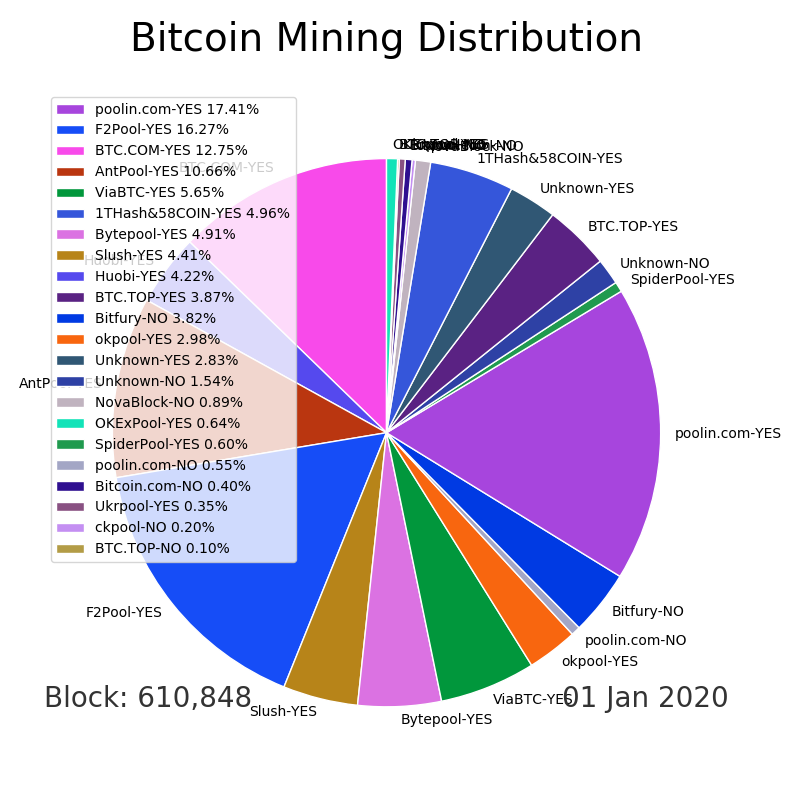 Bitcoin Mining Distribution
poolin.com-YES 17.41%
F2Pool-YES 16.27%
BTC.COM-YES 12.75%
AntPool-YES 10.66%
ViaBTC-YES 5.65%
1THash&58COIN-YES 4.96%
Bytepool-YES 4.91%
Slush-YES 4.41%
Huobi-YES 4.22%
BTC.TOP-YES 3.87%
Bitfury-NO 3.82%
okpool-YES 2.98%
Unknown-YES 2.83%
Unknown-NO 1.54%
NovaBlock-NO 0.89%
OKExPool-YES 0.64%
SpiderPool-YES 0.60%
poolin.com-NO 0.55%
Bitcoin.com-NO 0.40%
Ukrpool-YES 0.35%
ckpool-NO 0.20%
BTC.TOP-NO 0.10%
1THash&58COIN-YES
Unknown-YES
BTC.TOP-YES
Unknown-NO
SpiderPool-YES
poolin.com-YES
Bitfury-NO
poolin.com-NO
okpool-YES
ViaBTC-YES
Bytepool-YES
Slush-YES
F2Pool-YES
AntPool-YES
Huobi-YES
BTC.COM-YES
Block: 610,848
01 Jan 2020